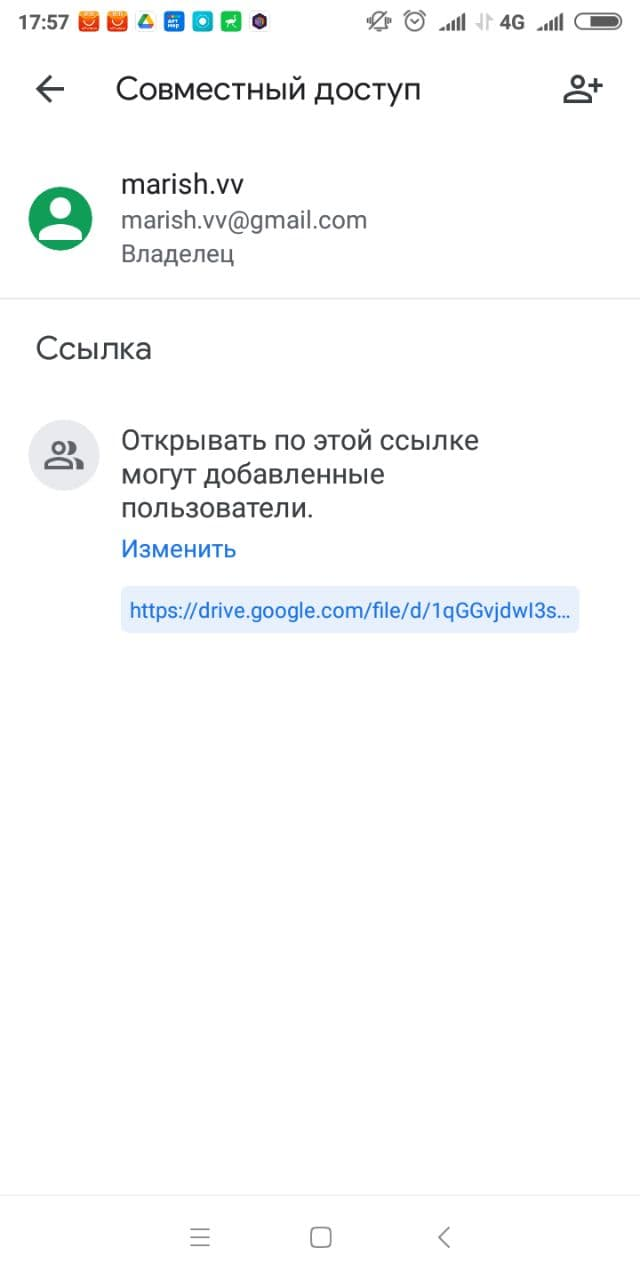 17:57 4G
Совместный доступ
marish.vv
marish.vv@gmail.com
Владелец
Ссылка
Открывать по этой ссылке
могут добавленные
пользователи.
Изменить
https://drive.google.com/file/d/1qGGvjdwI3s...